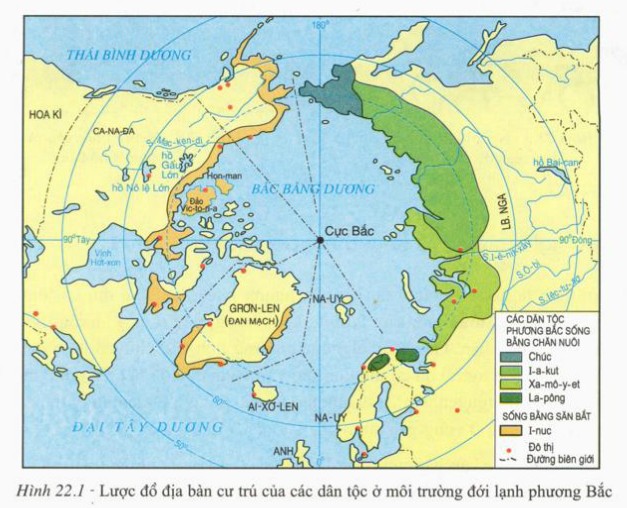 180°
THÁI BÌNH DƯƠNG
HOA KÌ
CA-NA-ĐA
S. Mac-ken-di
hồ
Gấu
Lớn
hồ Nô lệ Lớn
Hon-man
Đảo
Vic-to-ri-a
BẮC BĂNG DƯƠNG
hồ Bai-can
LB. NGA
Cực Bắc
90°Tây
90°Đông
Vịnh
Hớt-xơn
S.I-ê-nit-xây
S.Ô-bi
GRƠN-LEN
(ĐAN MẠCH)
NA-UY
AI-XƠ-LEN
NA-UY
60°
50°
ĐẠI TÂY DƯƠNG
ANH
0°
CÁC DÂN TỘC
PHƯƠNG BẮC SỐNG
BẰNG CHĂN NUÔI
Chúc
I-a-kut
Xa-mô-y-et
La-pông
SỐNG BẰNG SĂN BẮT
I-nuc
Đô thị
Đường biên giới
Hình 22.1 - Lược đồ địa bàn cư trú của các dân tộc ở môi trường đới lạnh phương Bắc